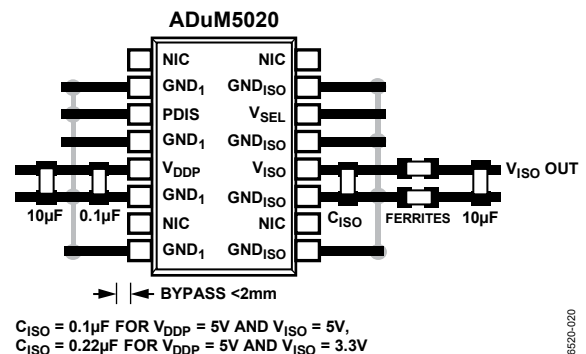 ADuM5020
NIC NIC
GND1 GNDISO
PDIS VSEL
GND1 GNDISO
VDDP VISO VISO OUT
GND1 GNDISO
10µF 0.1µF CISO FERRITES 10µF
NIC NIC
GND1 GNDISO
BYPASS <2mm
CISO = 0.1µF FOR VDDP = 5V AND VISO = 5V,
CISO = 0.22µF FOR VDDP = 5V AND VISO = 3.3V
6520-020